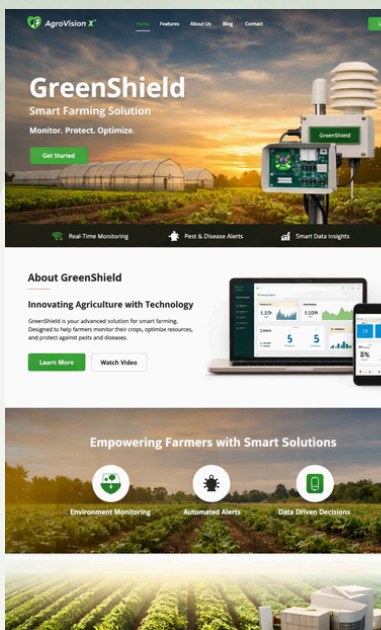 AgroVision X
Home Features About Us Blog Contact
GreenShield
Smart Farming Solution
Monitor. Protect. Optimize.
Get Started
GreenShield
Real-Time Monitoring Pest & Disease Alerts Smart Data Insights
About GreenShield
Innovating Agriculture with Technology
GreenShield is your advanced solution for smart farming.
Designed to help farmers monitor their crops, optimize resources,
and protect against pests and diseases.
Learn More Watch Video
5 5
8%
Empowering Farmers with Smart Solutions
Environment Monitoring Automated Alerts Data Driven Decisions